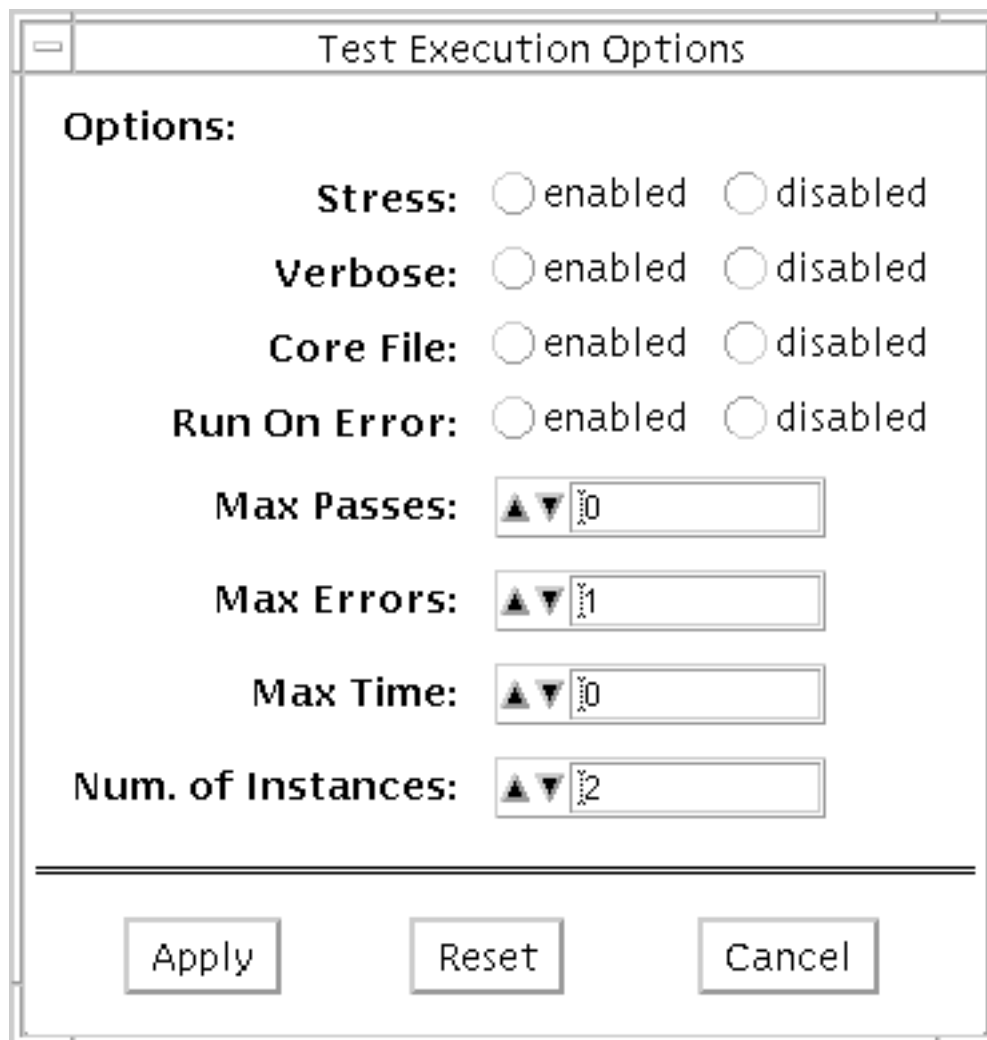 Test Execution Options
Options:
Stress: enabled disabled
Verbose: enabled disabled
Core File: enabled disabled
Run On Error: enabled disabled
Max Passes: 0
Max Errors: 1
Max Time: 0
Num. of Instances: 2
Apply Reset Cancel